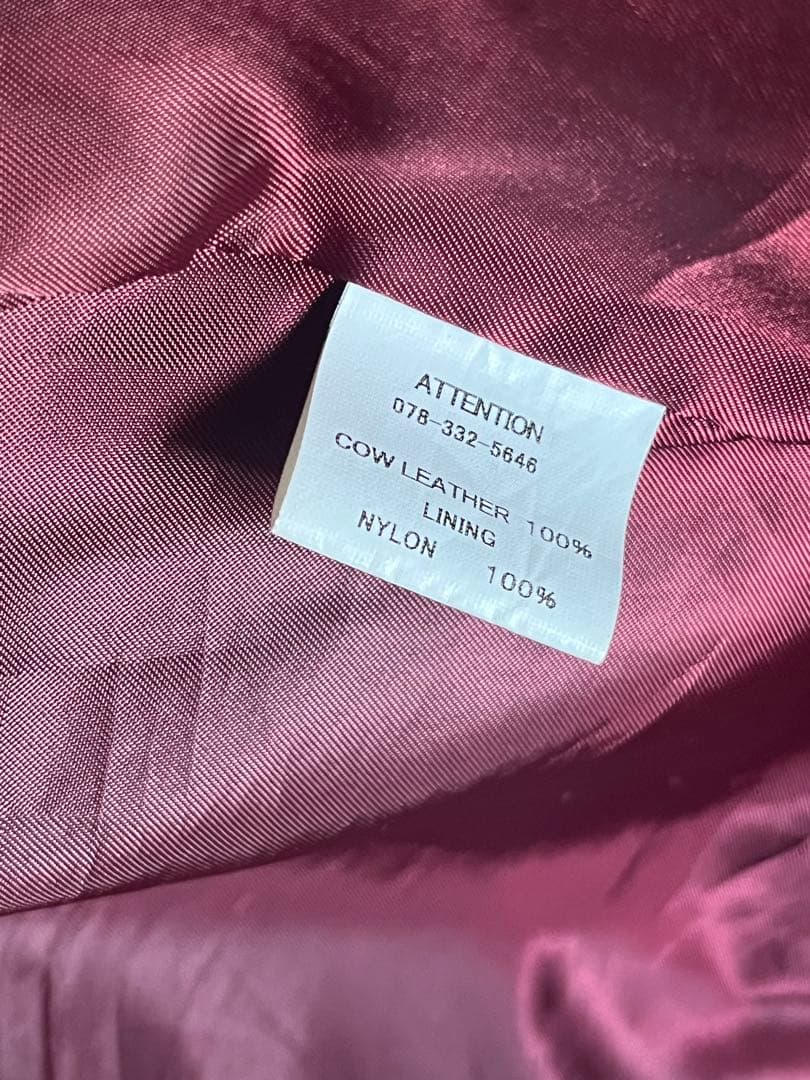 ATTENTION
078-332-5646
COW LEATHER 100%
LINING
NYLON 100%